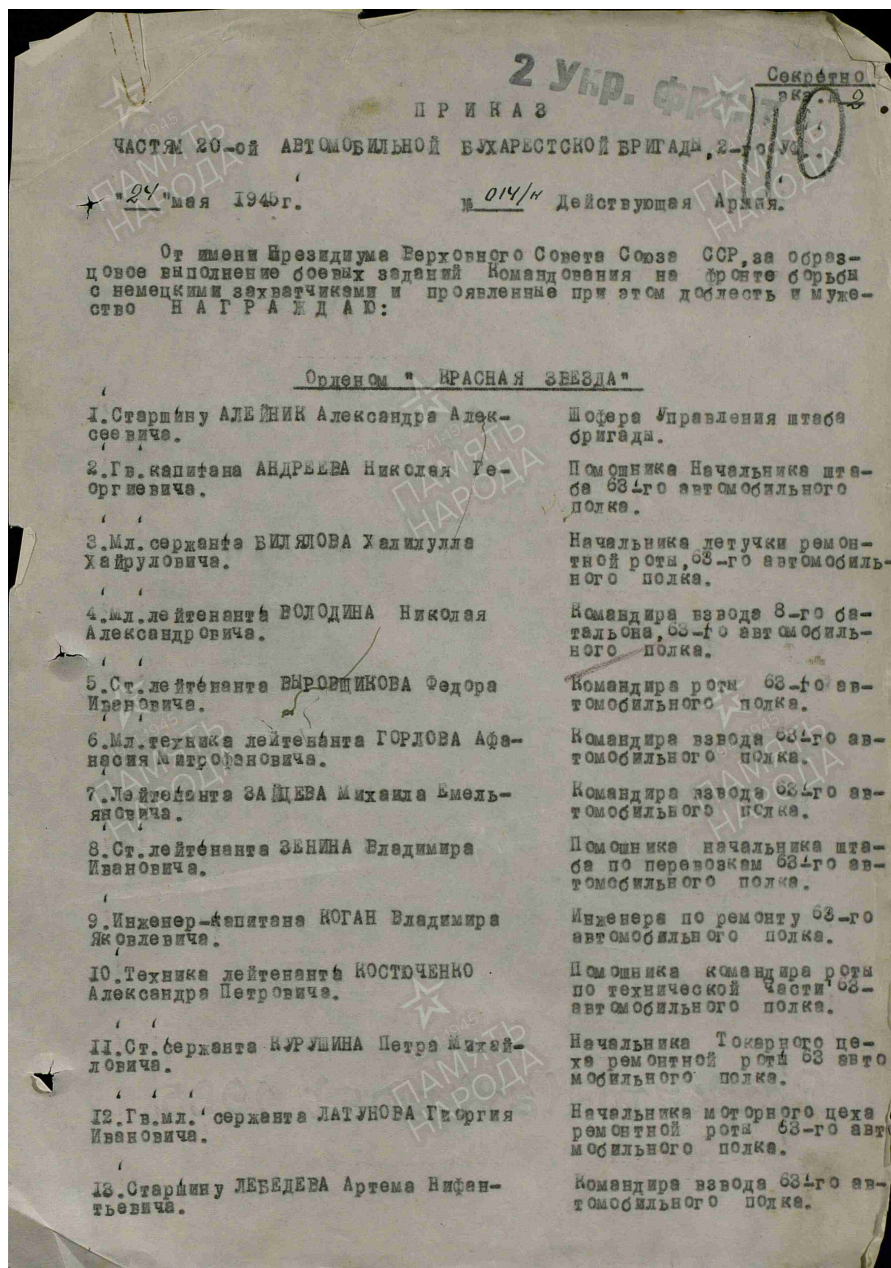 2 Укр. фронт
Секретно
экз. 2
110
ПРИКАЗ
ЧАСТЯМ 20-ой АВТОМОБИЛЬНОЙ БУХАРЕСТСКОЙ БРИГАДЫ, 2-го УФ.
"24" мая 1945г. № 014/н Действующая Армия.
От имени Президиума Верховного Совета Союза ССР, за образ-
цовое выполнение боевых заданий Командования на фронте борьбы
с немецкими захватчиками и проявленные при этом доблесть и муже-
ство НАГРАЖДАЮ:
Орденом "КРАСНАЯ ЗВЕЗДА"
1.Старшину АЛЕЙНИК Александра Алек-
сеевича.
Шофера Управления штаба
бригады.
2.Гв.капитана АНДРЕЕВА Николая Ге-
оргиевича.
Помошника Начальника шта-
ба 63-го автомобильного
полка.
3.Мл.сержанта БИЛЯЛОВА Халилулла
Хайруловича.
Начальника летучки ремон-
тной роты, 63-го автомобиль-
ного полка.
4.Мл.лейтенанта ВОЛОДИНА Николая
Александровича.
Командира взвода 8-го ба-
тальона, 63-го автомобиль-
ного полка.
5.Ст.лейтенанта ВЫРОВЩИКОВА Федора
Ивановича.
Командира роты 63-го ав-
томобильного полка.
6.Мл.техника лейтенанта ГОРЛОВА Афа-
насия Митрофановича.
Командира взвода 63-го ав-
томобильного полка.
7.Лейтенанта ЗАЙЦЕВА Михаила Емель-
яновича.
Командира взвода 63-го ав-
томобильного полка.
8.Ст.лейтенанта ЗЕНИНА Владимира
Ивановича.
Помошника начальника шта-
ба по перевозкам 63-го ав-
томобильного полка.
9.Инженер-капитана КОГАН Владимира
Яковлевича.
Инженера по ремонту 63-го
автомобильного полка.
10.Техника лейтенанта КОСТЮЧЕНКО
Александра Петровича.
Помошника командира роты
по технической части 63-
автомобильного полка.
11.Ст.сержанта КУРУШИНА Петра Михай-
ловича.
Начальника Токарного це-
ха ремонтной роты 63 авто
мобильного полка.
12.Гв.мл. сержанта ЛАТУНОВА Георгия
Ивановича.
Начальника моторного цеха
ремонтной роты 63-го авто
мобильного полка.
13.Старшину ЛЕБЕДЕВА Артема Нифан-
тьевича.
Командира взвода 63-го ав-
томобильного полка.
ПАМЯТЬ
НАРОДА